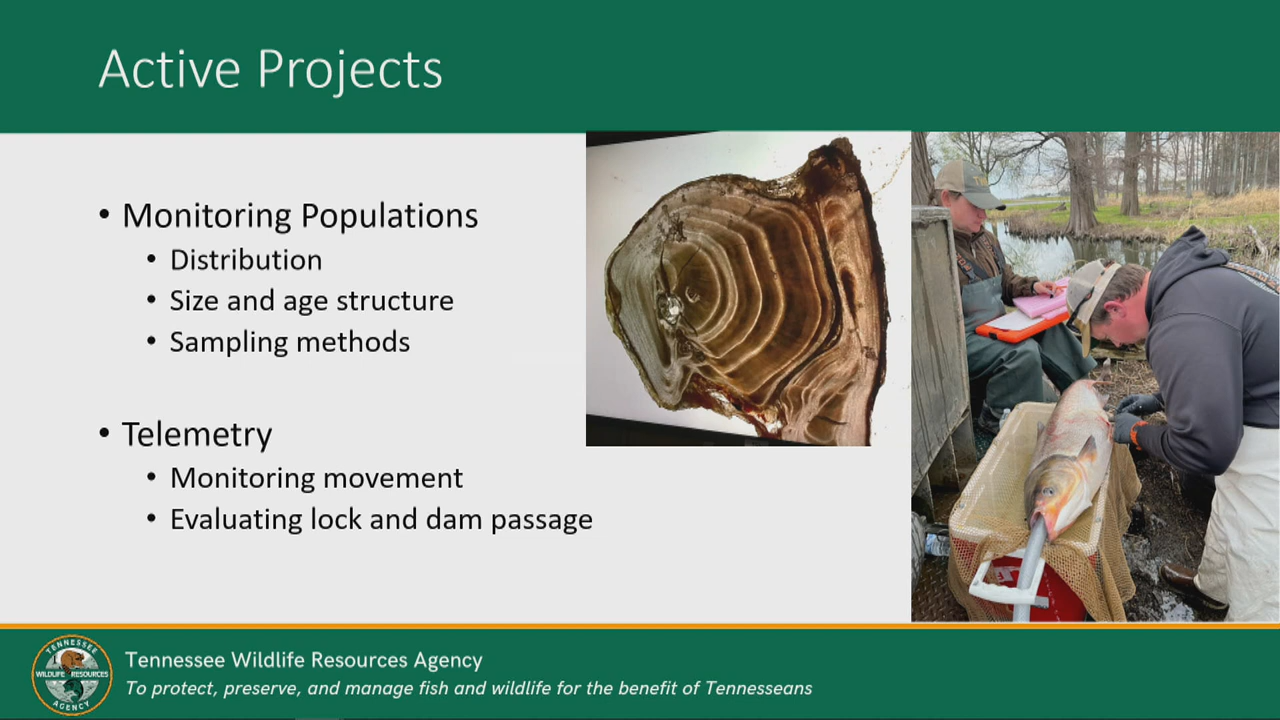 Active Projects
• Monitoring Populations
• Distribution
• Size and age structure
• Sampling methods
• Telemetry
• Monitoring movement
• Evaluating lock and dam passage
TENNESSEE
WILDLIFE RESOURCES
AGENCY
Tennessee Wildlife Resources Agency
To protect, preserve, and manage fish and wildlife for the benefit of Tennesseans